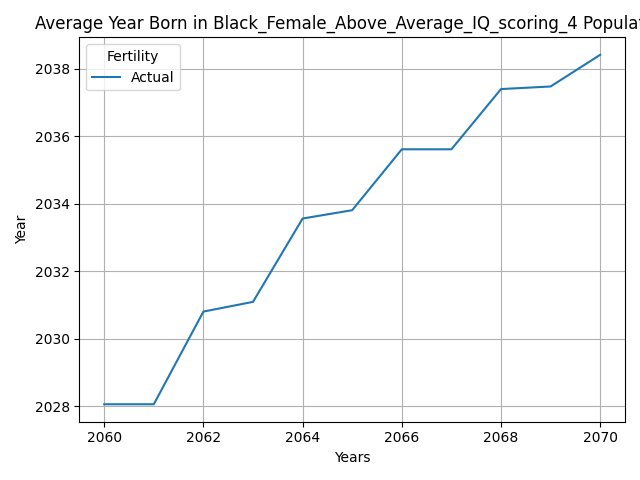 Average Year Born in Black_Female_Above_Average_IQ_scoring_4 Populat
Fertility
Actual
2038
2036
2034
2032
2030
2028
Year
2060 2062 2064 2066 2068 2070
Years